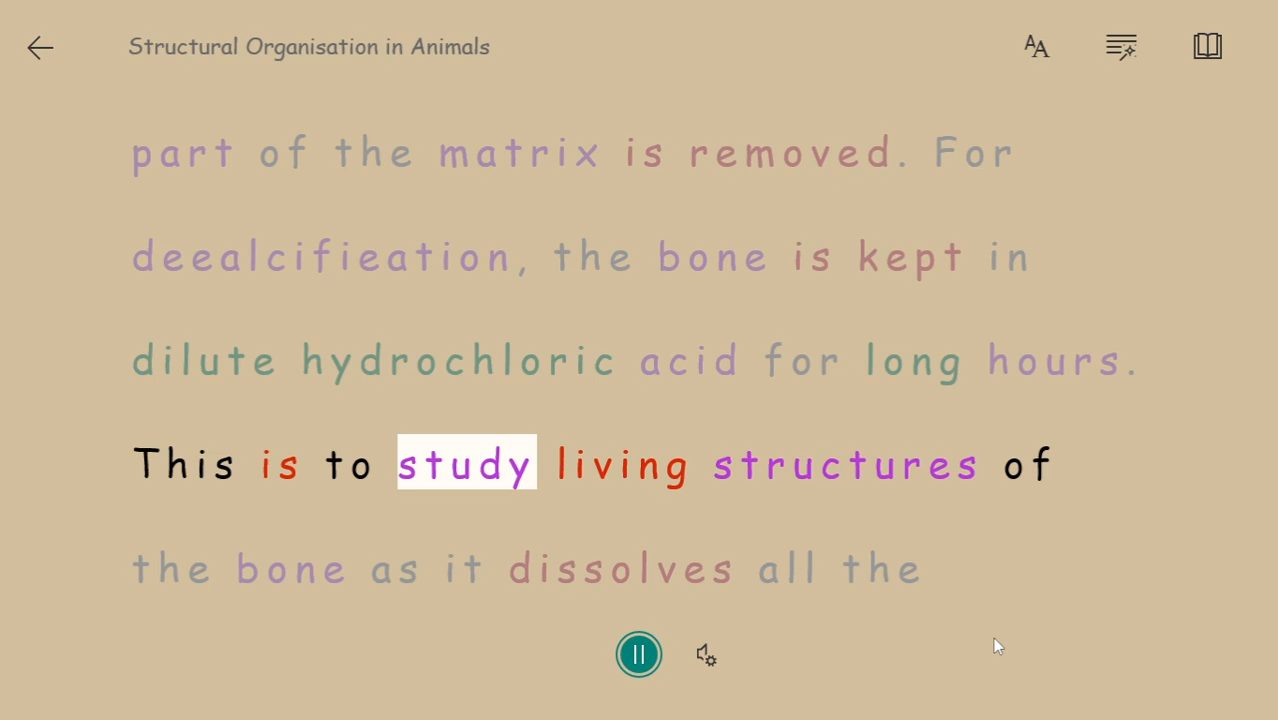 Structural Organisation in Animals
part of the matrix is removed. For
deealcifieation, the bone is kept in
dilute hydrochloric acid for long hours.
This is to study living structures of
the bone as it dissolves all the